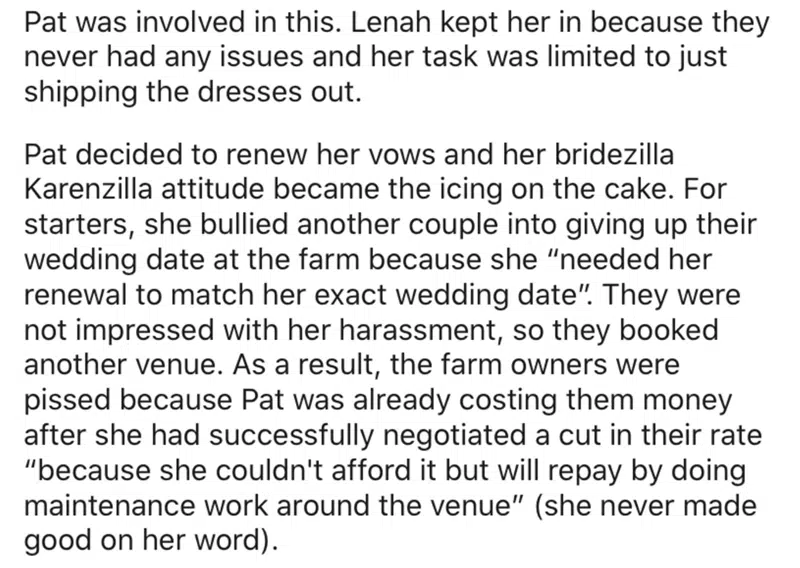 Pat was involved in this. Lenah kept her in because they
never had any issues and her task was limited to just
shipping the dresses out.
Pat decided to renew her vows and her bridezilla
Karenzilla attitude became the icing on the cake. For
starters, she bullied another couple into giving up their
wedding date at the farm because she “needed her
renewal to match her exact wedding date”. They were
not impressed with her harassment, so they booked
another venue. As a result, the farm owners were
pissed because Pat was already costing them money
after she had successfully negotiated a cut in their rate
“because she couldn't afford it but will repay by doing
maintenance work around the venue” (she never made
good on her word).